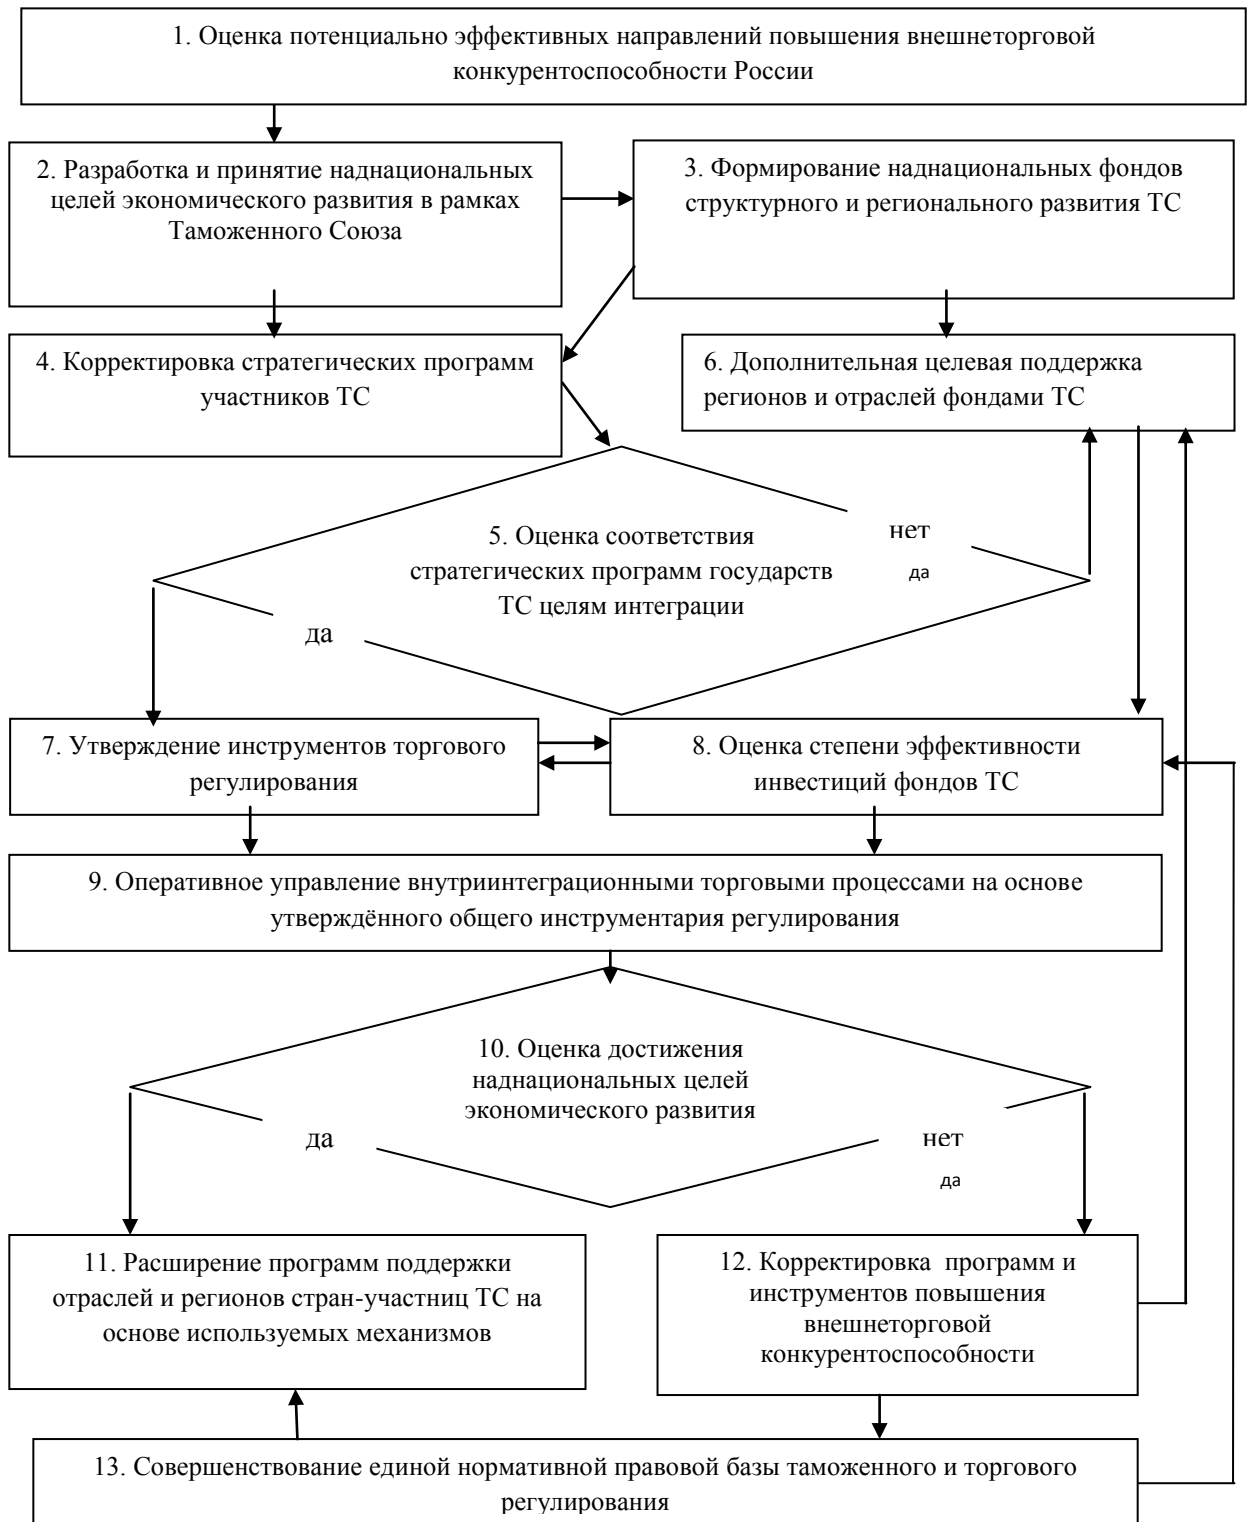 1. Оценка потенциально эффективных направлений повышения внешнеторговой
конкурентоспособности России
2. Разработка и принятие наднациональных
целей экономического развития в рамках
Таможенного Союза
3. Формирование наднациональных фондов
структурного и регионального развития ТС
4. Корректировка стратегических программ
участников ТС
6. Дополнительная целевая поддержка
регионов и отраслей фондами ТС
5. Оценка соответствия
стратегических программ государств
ТС целям интеграции
нет
да
да
7. Утверждение инструментов торгового
регулирования
8. Оценка степени эффективности
инвестиций фондов ТС
9. Оперативное управление внутриинтеграционными торговыми процессами на основе
утверждённого общего инструментария регулирования
10. Оценка достижения
наднациональных целей
экономического развития
да
нет
да
11. Расширение программ поддержки
отраслей и регионов стран-участниц ТС на
основе используемых механизмов
12. Корректировка программ и
инструментов повышения
внешнеторговой
конкурентоспособности
13. Совершенствование единой нормативной правовой базы таможенного и торгового
регулирования